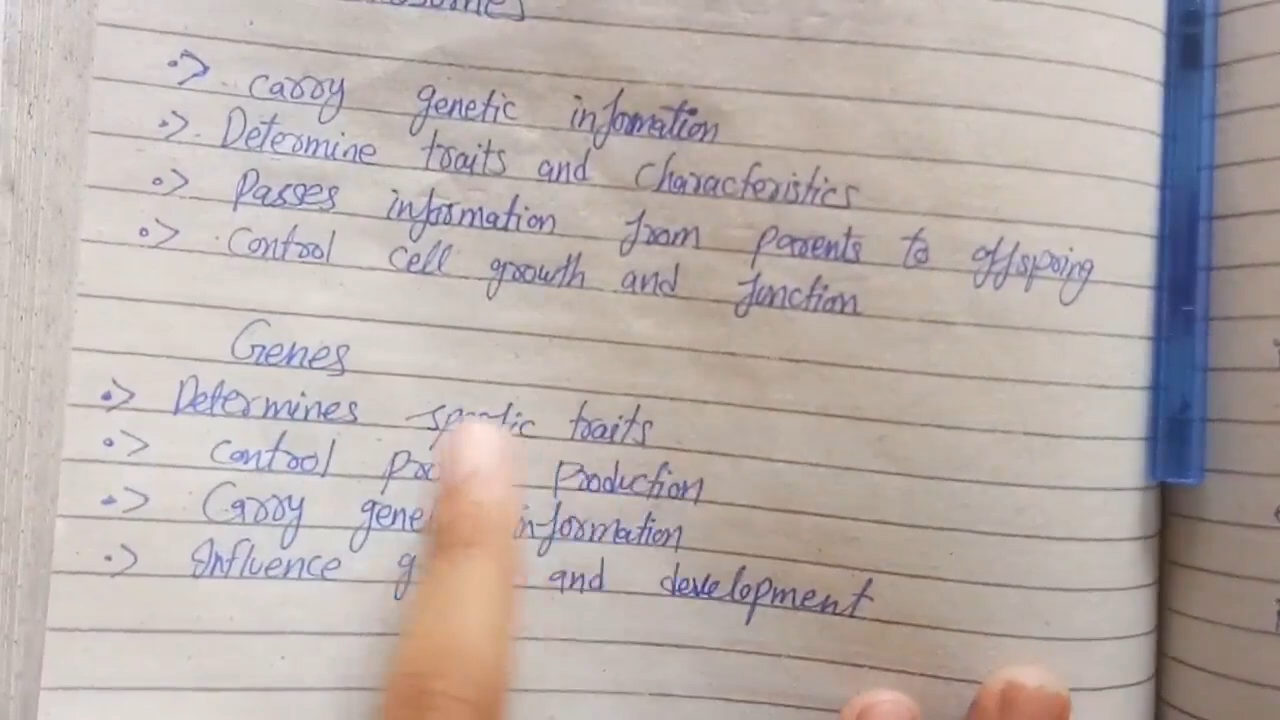 ·> Carry genetic information
·> Determine traits and characteristics
·> Passes information from parents to offspring
·> Control cell growth and function
Genes
·> Determines traits
·> Control Production
·> Carry information
·> Influence and development